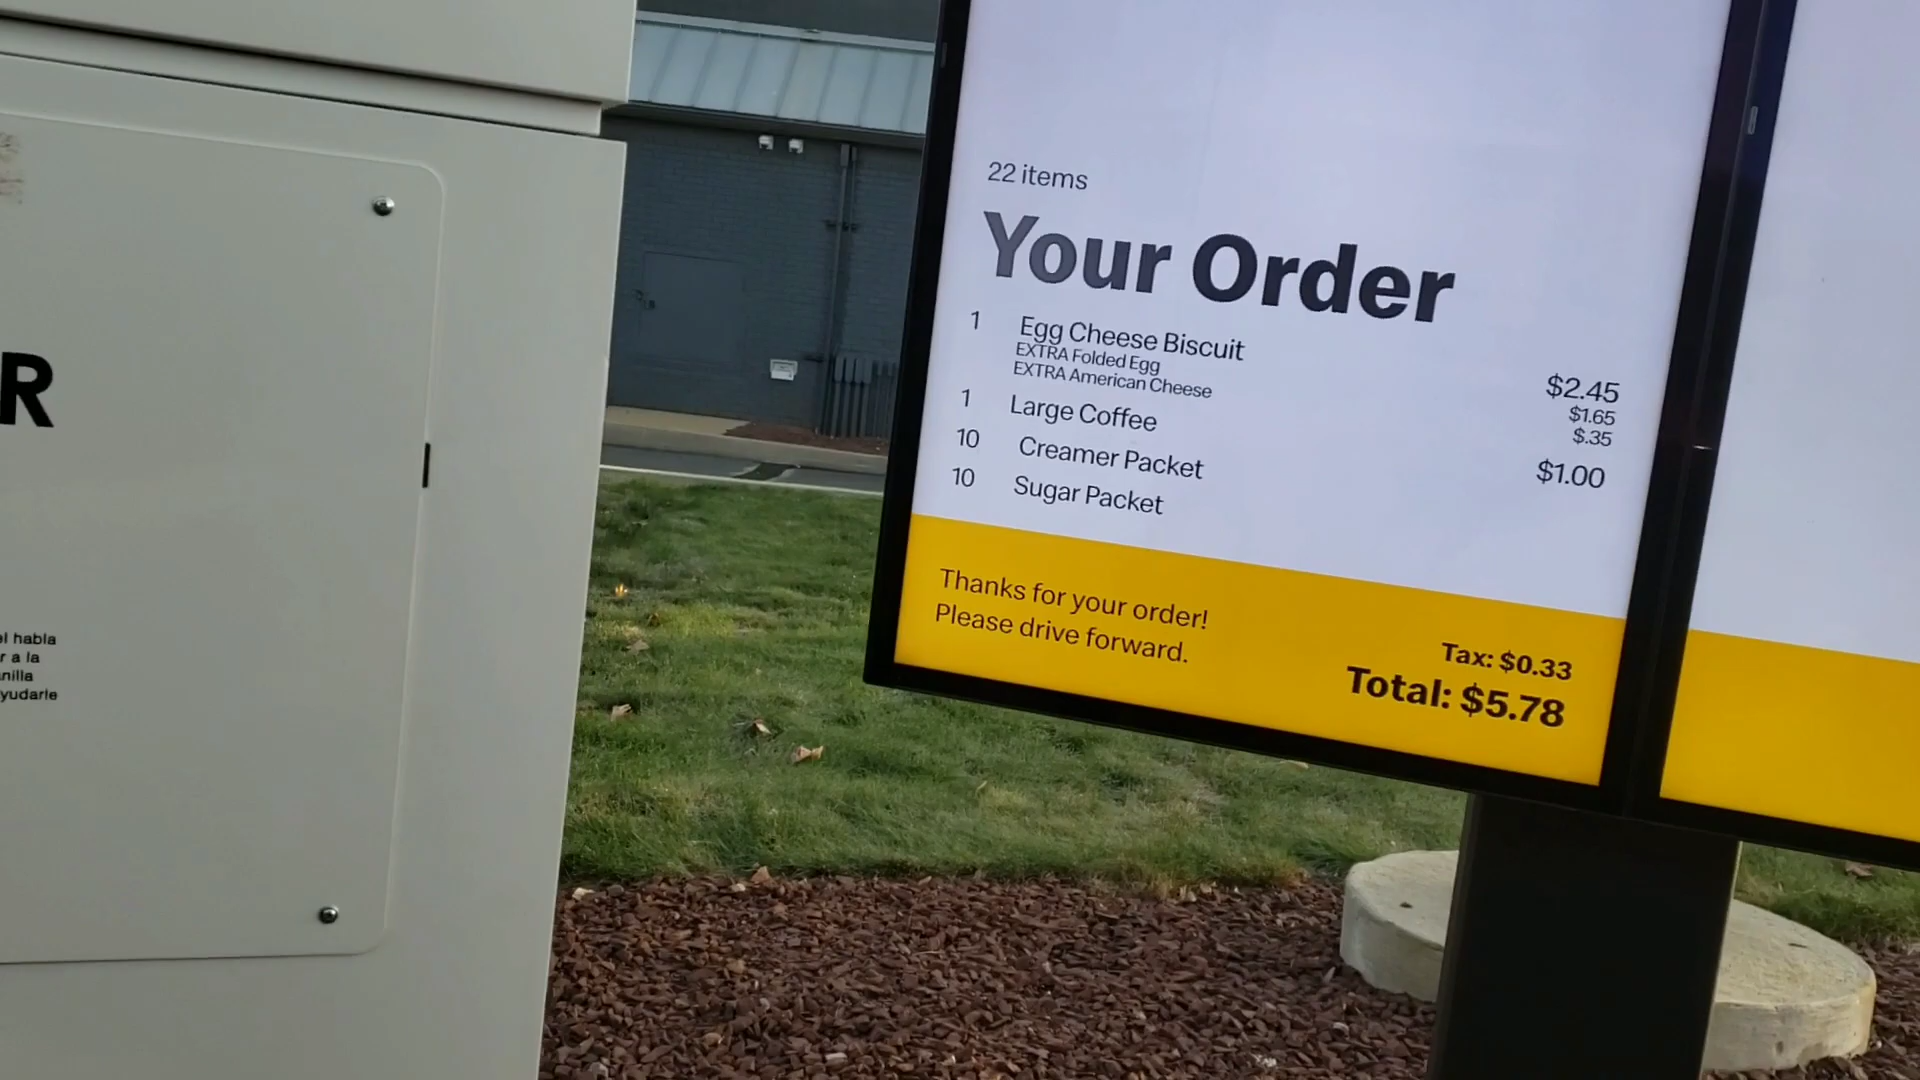 R
el habla
r a la
nilla
yudarle
22 items
Your Order
1 Egg Cheese Biscuit $2.45
EXTRA Folded Egg $1.65
EXTRA American Cheese $.35
1 Large Coffee $1.00
10 Creamer Packet
10 Sugar Packet
Thanks for your order!
Please drive forward.
Tax: $0.33
Total: $5.78